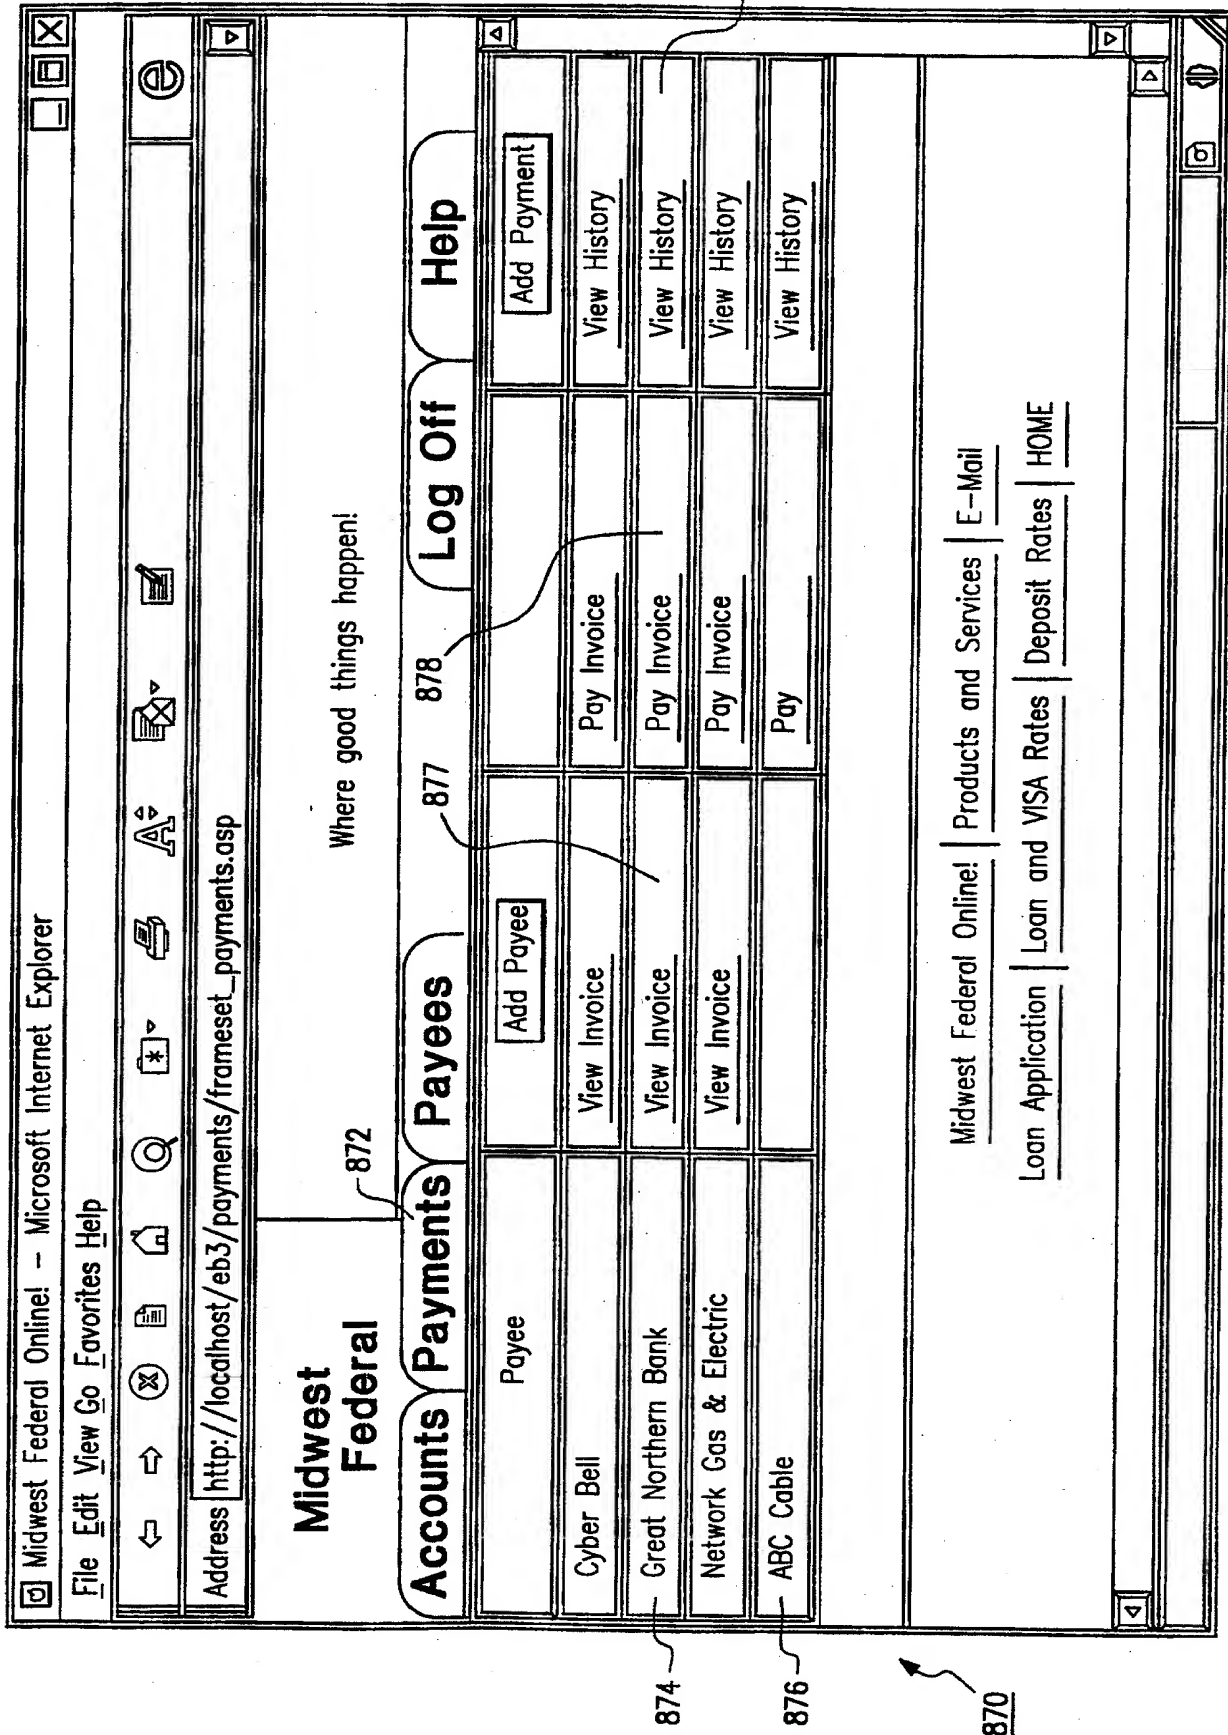 Midwest Federal Online! – Microsoft Internet Explorer
File Edit View Go Favorites Help
Address http://localhost/eb3/payments/frameset_payments.asp
Midwest
Federal
Where good things happen!
872
877
878
Accounts Payments Payees Log Off Help
Payee Add Payee Add Payment
Cyber Bell View Invoice Pay Invoice View History
874 Great Northern Bank View Invoice Pay Invoice View History
Network Gas & Electric View Invoice Pay Invoice View History
876 ABC Cable Pay View History
Midwest Federal Online! | Products and Services | E-Mail
Loan Application | Loan and VISA Rates | Deposit Rates | HOME
870